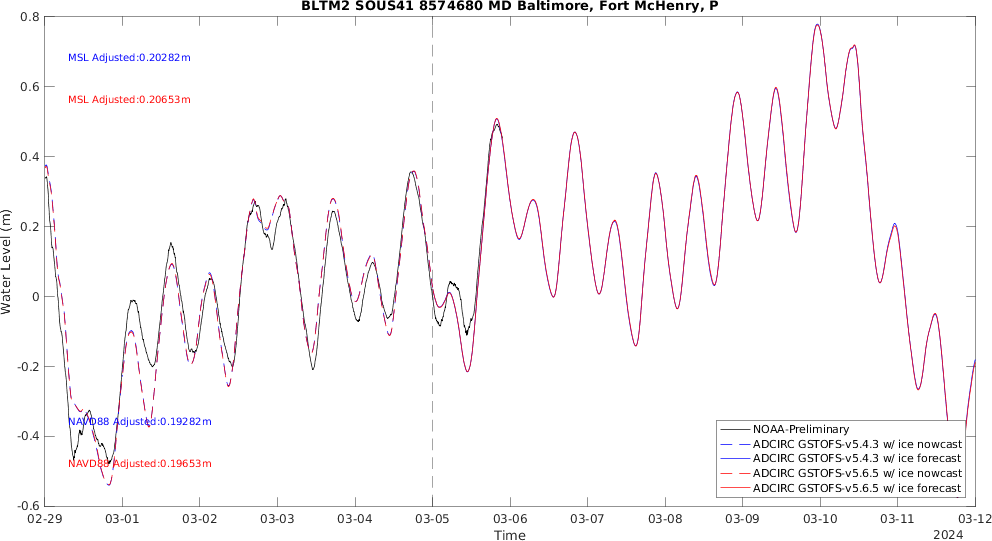 BLTM2 SOUS41 8574680 MD Baltimore, Fort McHenry, P
MSL Adjusted:0.20282m
MSL Adjusted:0.20653m
NAVD88 Adjusted:0.19282m
NAVD88 Adjusted:0.19653m
Water Level (m)
0.8
0.6
0.4
0.2
0
-0.2
-0.4
-0.6
NOAA-Preliminary
ADCIRC GSTOFS-v5.4.3 w/ ice nowcast
ADCIRC GSTOFS-v5.4.3 w/ ice forecast
ADCIRC GSTOFS-v5.6.5 w/ ice nowcast
ADCIRC GSTOFS-v5.6.5 w/ ice forecast
02-29 03-01 03-02 03-03 03-04 03-05 03-06 03-07 03-08 03-09 03-10 03-11 03-12
Time
2024